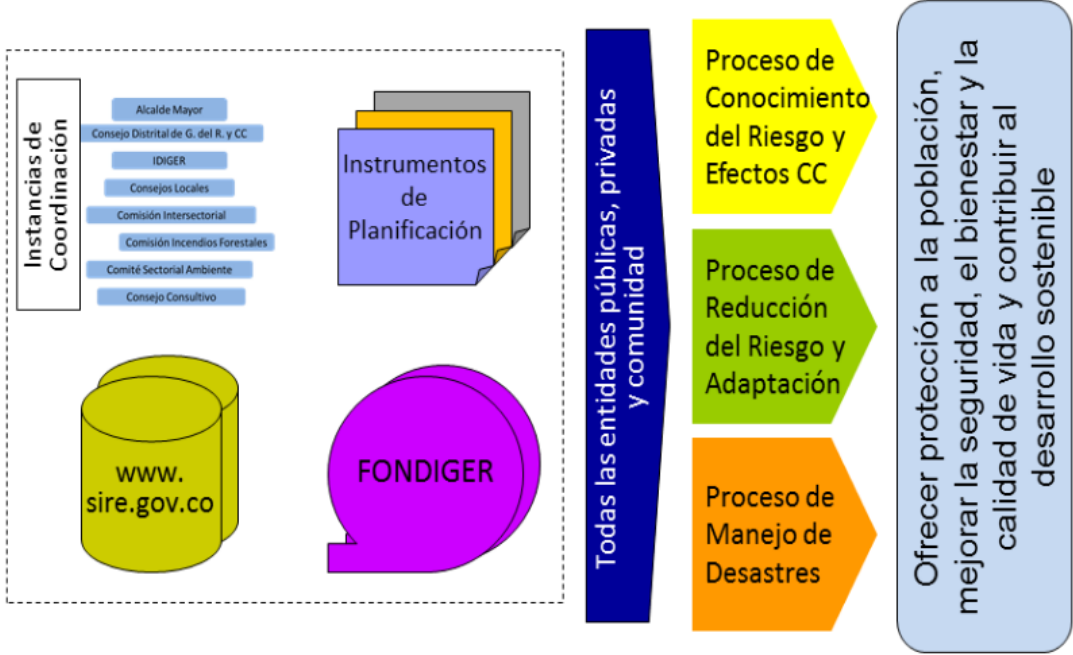 Instancias de
Coordinación
Alcalde Mayor
Consejo Distrital de G. del R. y CC
IDIGER
Consejos Locales
Comisión Intersectorial
Comisión Incendios Forestales
Comité Sectorial Ambiente
Consejo Consultivo
Instrumentos
de
Planificación
www.
sire.gov.co
FONDIGER
Todas las entidades públicas, privadas
y comunidad
Proceso de
Conocimiento
del Riesgo y
Efectos CC
Proceso de
Reducción
del Riesgo y
Adaptación
Proceso de
Manejo de
Desastres
Ofrecer protección a la población,
mejorar la seguridad, el bienestar y la
calidad de vida y contribuir al
desarrollo sostenible